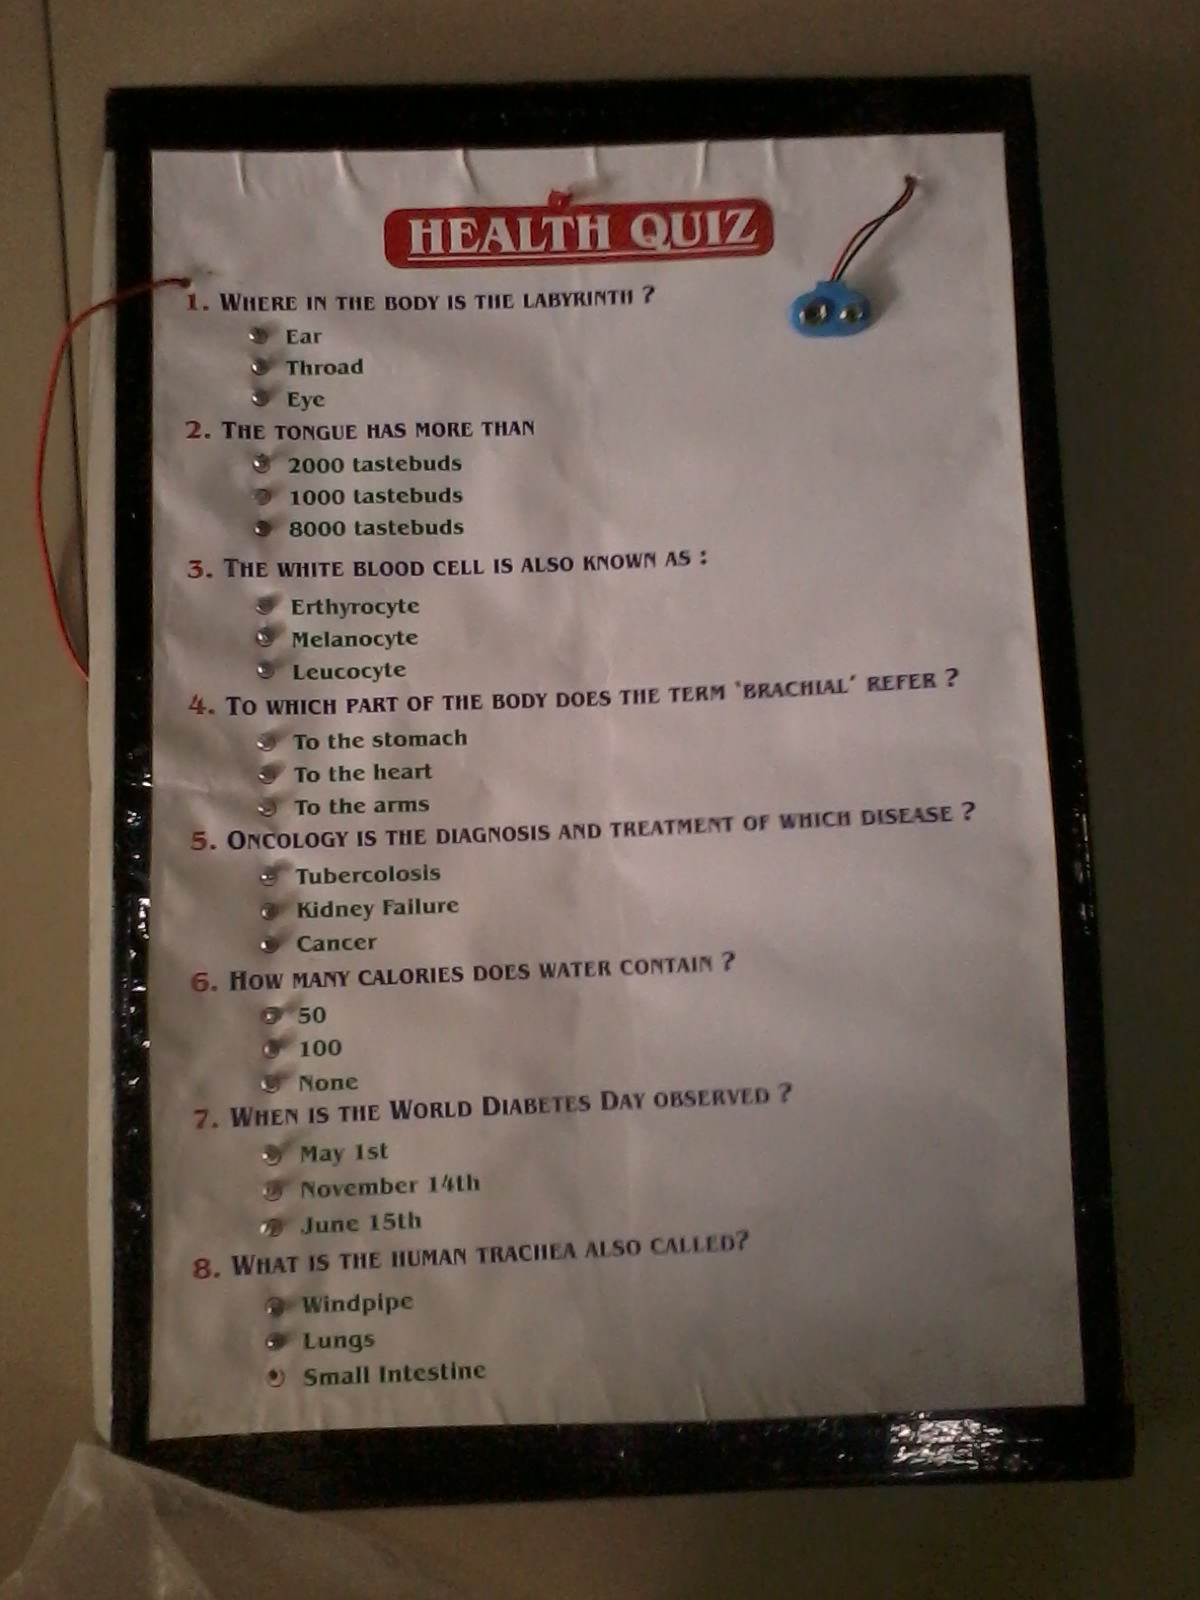 HEALTH QUIZ
1. WHERE IN THE BODY IS THE LABYRINTH ?
Ear
Throad
Eye
2. THE TONGUE HAS MORE THAN
2000 tastebuds
1000 tastebuds
8000 tastebuds
3. THE WHITE BLOOD CELL IS ALSO KNOWN AS :
Erthyrocyte
Melanocyte
Leucocyte
4. TO WHICH PART OF THE BODY DOES THE TERM 'BRACHIAL' REFER ?
To the stomach
To the heart
To the arms
5. ONCOLOGY IS THE DIAGNOSIS AND TREATMENT OF WHICH DISEASE ?
Tubercolosis
Kidney Failure
Cancer
6. HOW MANY CALORIES DOES WATER CONTAIN ?
50
100
None
7. WHEN IS THE WORLD DIABETES DAY OBSERVED ?
May 1st
November 14th
June 15th
8. WHAT IS THE HUMAN TRACHEA ALSO CALLED?
Windpipe
Lungs
Small Intestine